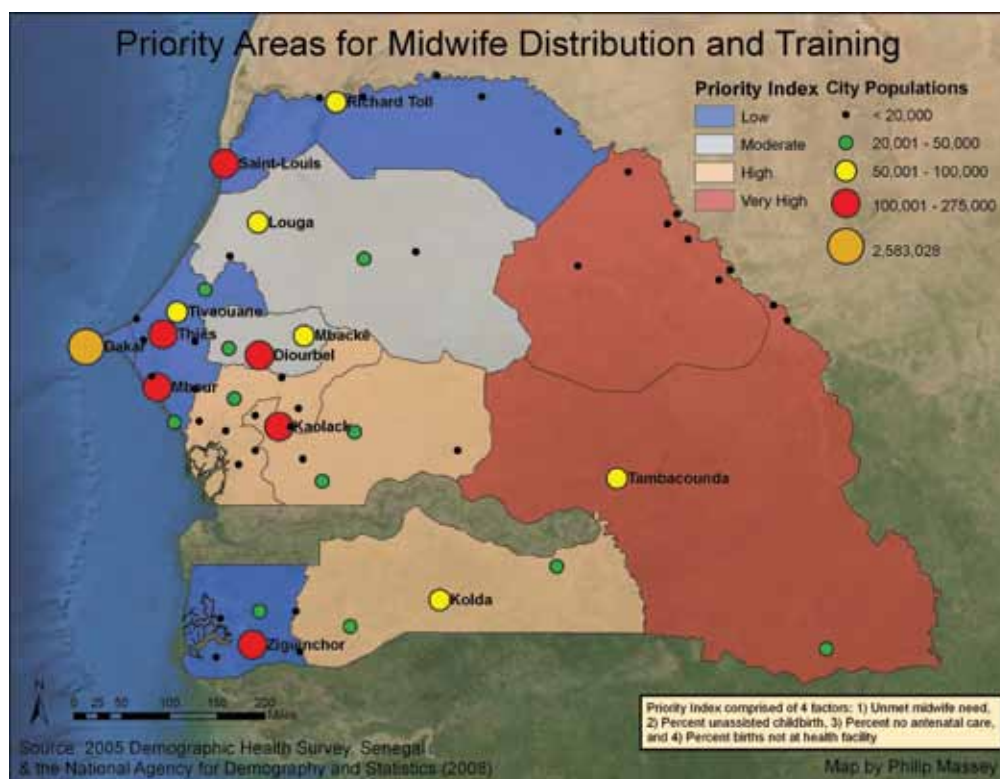 Priority Areas for Midwife Distribution and Training
Priority Index
Low
Moderate
High
Very High
City Populations
< 20,000
20,001 - 50,000
50,001 - 100,000
100,001 - 275,000
2,583,028
Richard Toll
Saint-Louis
Louga
Tivaouane
Thiès
Mbacké
Dakar
Diourbel
Mbour
Kaolack
Tambacounda
Kolda
Ziguinchor
N
0 25 50 100 150 200
Miles
Priority Index comprised of 4 factors: 1) Unmet midwife need,
2) Percent unassisted childbirth, 3) Percent no antenatal care,
and 4) Percent births not at health facility
Source: 2005 Demographic Health Survey, Senegal
& the National Agency for Demography and Statistics (2008)
Map by Philip Massey